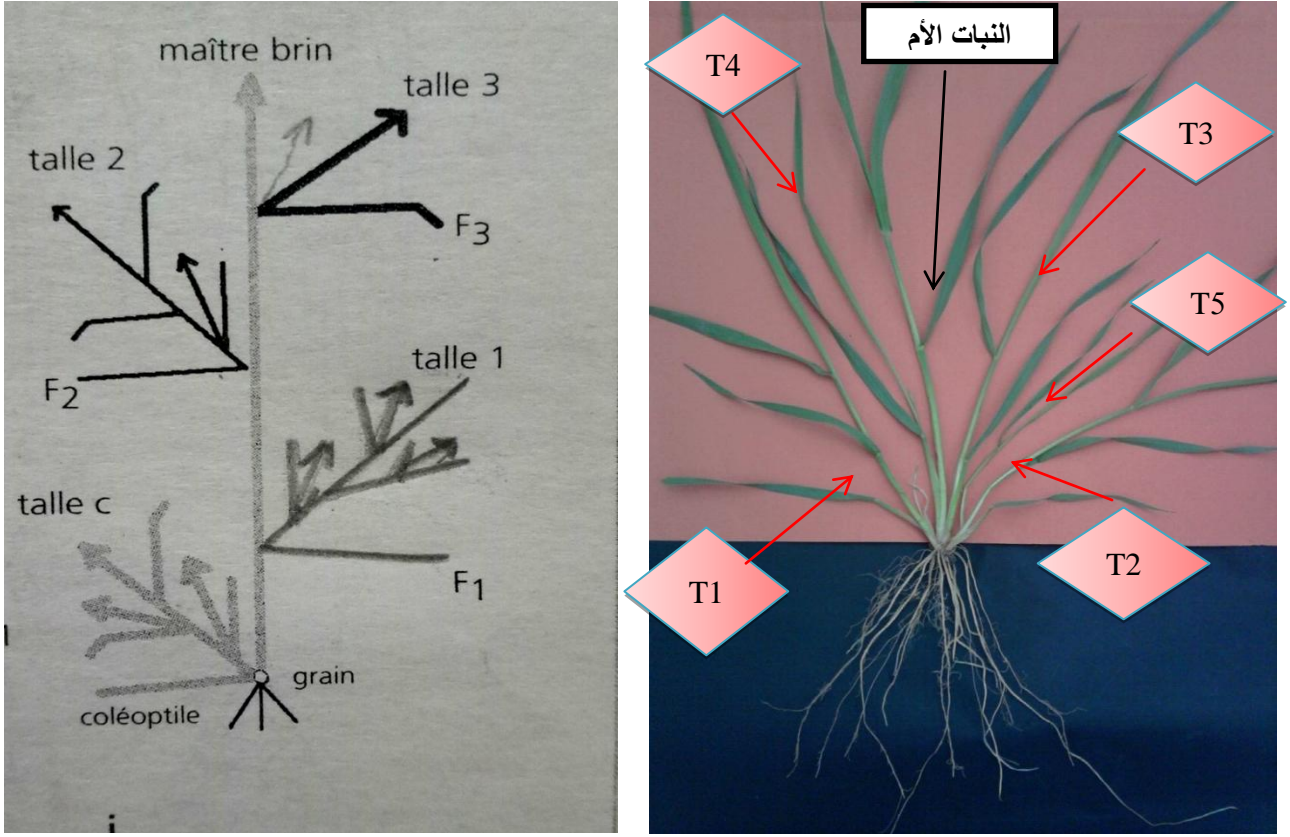 maître brin
talle 3
talle 2
F3
F2
talle 1
talle c
F1
grain
coléoptile
النبات الأم
T4
T3
T5
T2
T1